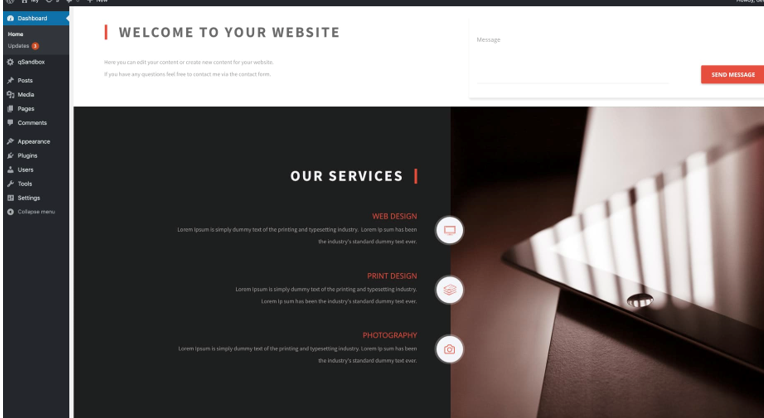 My
New
Dashboard
Home
Updates
qSandbox
Posts
Media
Pages
Comments
Appearance
Plugins
Users
Tools
Settings
Collapse menu
WELCOME TO YOUR WEBSITE
Here you can edit your content or create new content for your website.
If you have any questions feel free to contact me via the contact form.
Message
SEND MESSAGE
OUR SERVICES
WEB DESIGN
Lorem Ipsum is simply dummy text of the printing and typesetting industry. Lorem Ip sum has been
the industry's standard dummy text ever.
PRINT DESIGN
Lorem Ipsum is simply dummy text of the printing and typesetting industry.
Lorem Ip sum has been the industry's standard dummy text ever.
PHOTOGRAPHY
Lorem Ipsum is simply dummy text of the printing and typesetting industry. Lorem Ip sum has been
the industry's standard dummy text ever.